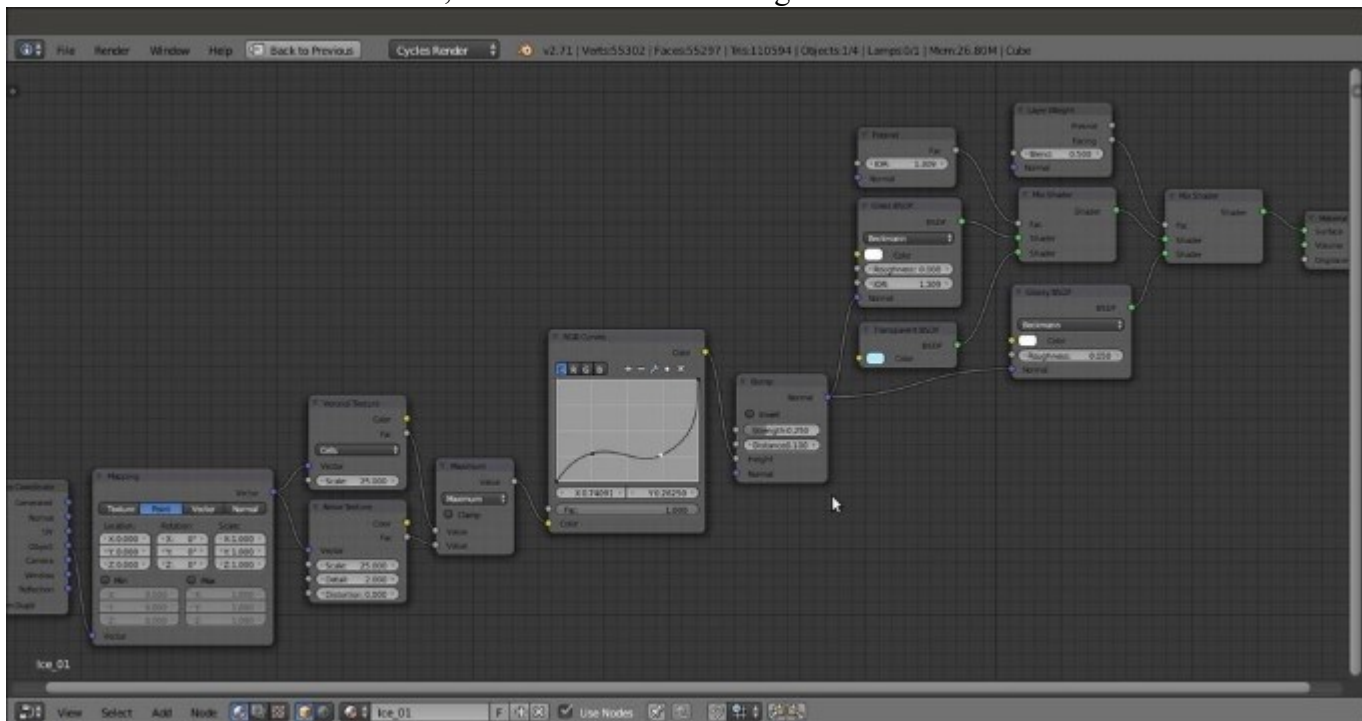 File Render Window Help Back to Previous Cycles Render v2.71 | Verts:55302 | Faces:55297 | Tris:110594 | Objects:1/4 | Lamps:0/1 | Mem:26.80M | Cube
Layer Weight
Fresnel
Facing
Blend: 0.500
Normal
Fresnel
Fac
IOR: 1.309
Normal
Mix Shader
Shader
Fac
Shader
Shader
Mix Shader
Shader
Fac
Shader
Shader
Material
Surface
Volume
Glass BSDF
BSDF
Beckmann
Color
Roughness: 0.000
IOR: 1.309
Normal
Transparent BSDF
BSDF
Color
Glossy BSDF
BSDF
Beckmann
Color
Roughness:
Normal
RGB Curves
Color
C R G B
X 0.74091 Y 0.26250
Fac: 1.000
Color
Bump
Normal
Invert
Strength: 0.250
Distance: 0.100
Height
Normal
Voronoi Texture
Color
Fac
Cells
Vector
Scale: 25.000
Maximum
Value
Maximum
Clamp
Value
Value
Noise Texture
Color
Fac
Vector
Scale: 25.000
Detail: 2.000
Distortion: 0.000
Mapping
Vector
Texture Point Vector Normal
Location: Rotation: Scale:
X: 0.000 X: 0° X: 1.000
Y: 0.000 Y: 0° Y: 1.000
Z: 0.000 Z: 0° Z: 1.000
Min Max
Vector
Coordinate
Generated
Normal
UV
Object
Camera
Window
Reflection
Ice_01
View Select Add Node Ice_01 F Use Nodes